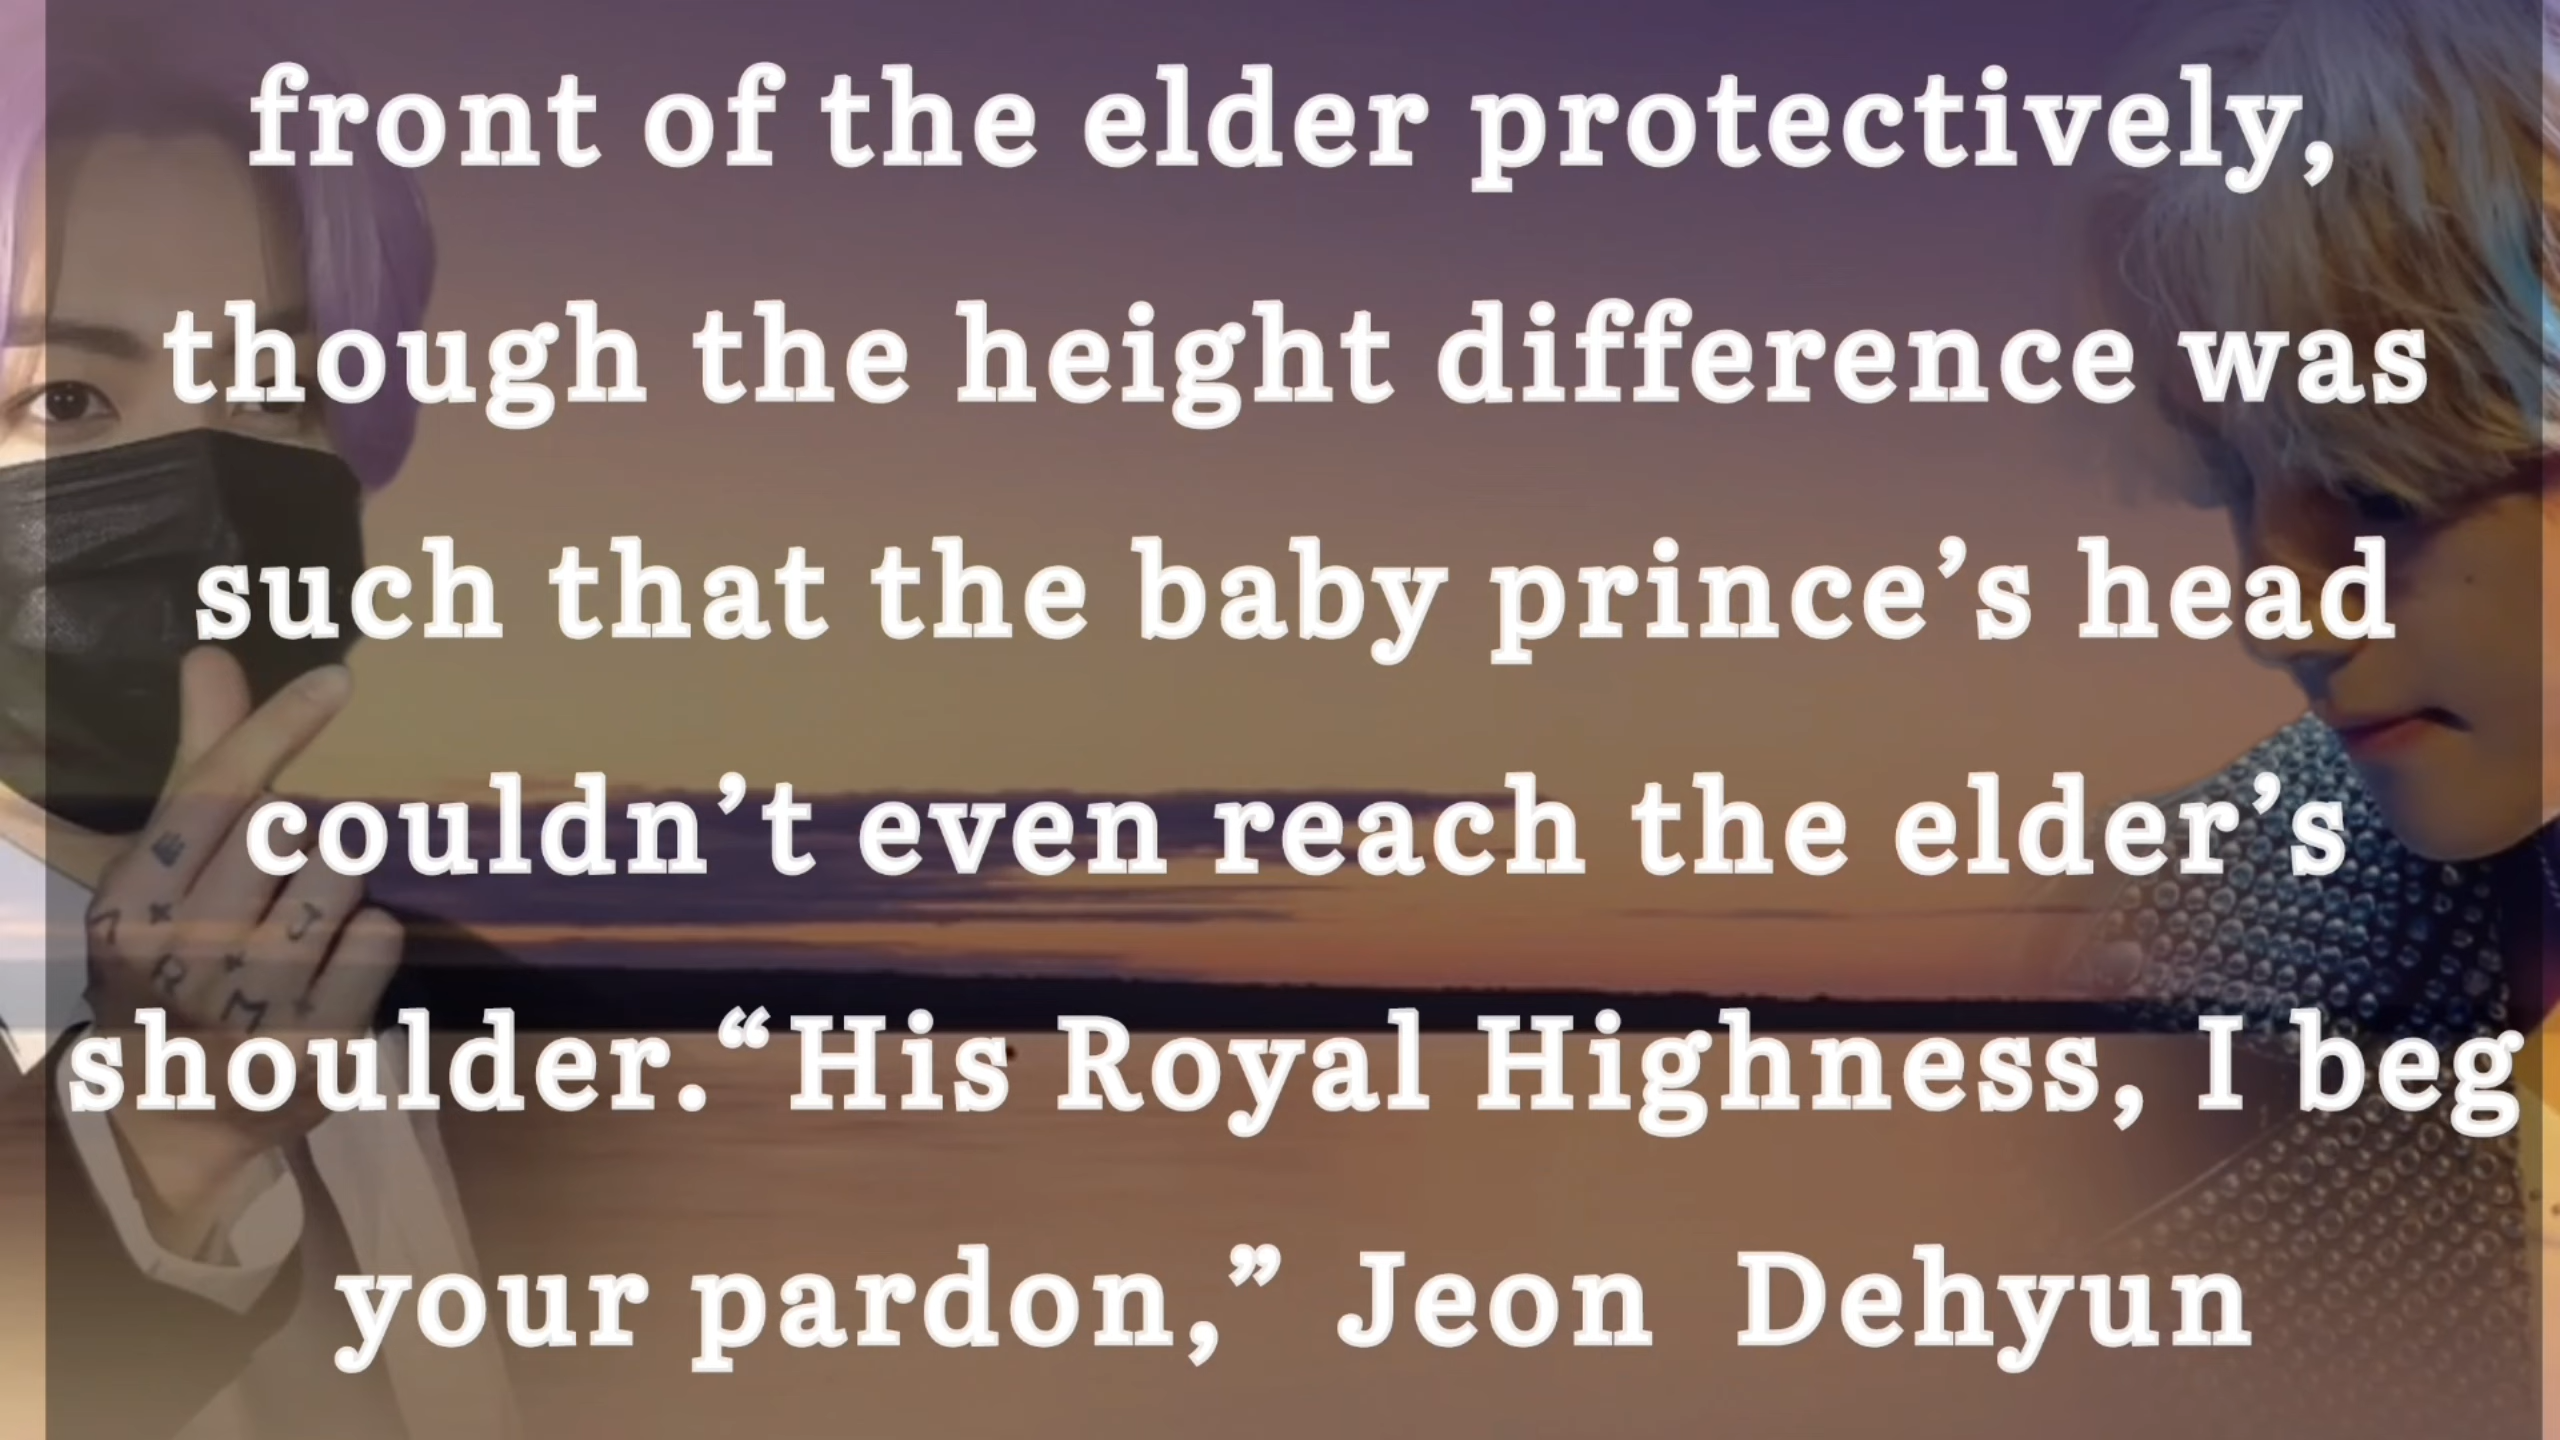 front of the elder protectively,
though the height difference was
such that the baby prince’s head
couldn’t even reach the elder’s
shoulder.“His Royal Highness, I beg
your pardon,” Jeon  Dehyun